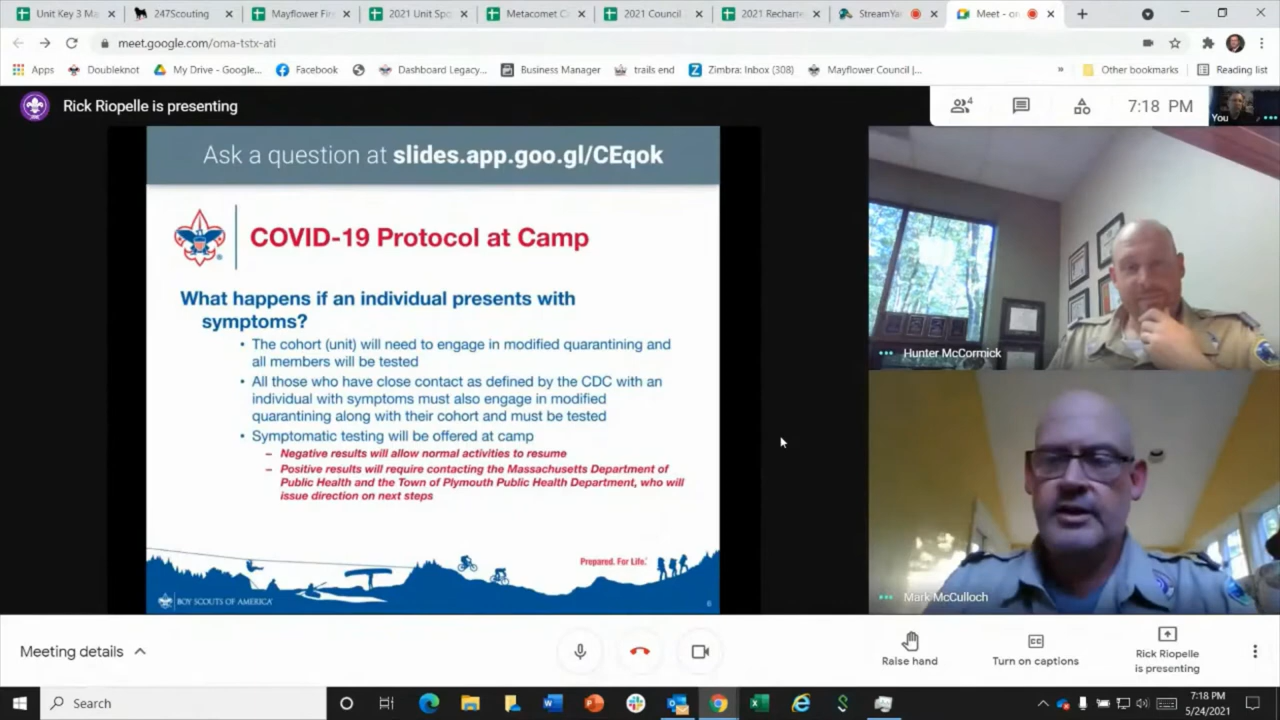 Unit Key 3 M
247Scouting
Mayflower Fi
2021 Unit Spo
Metacomet C
2021 Council
2021 Recharte
StreamYa
Meet - o
meet.google.com/oma-tstx-ati
Apps
Doubleknot
My Drive - Google...
Facebook
Dashboard Legacy...
Business Manager
trails end
Zimbra: Inbox (308)
Mayflower Council |...
»
Other bookmarks
Reading list
Rick Riopelle is presenting
4
7:18 PM
You
Ask a question at slides.app.goo.gl/CEqok
COVID-19 Protocol at Camp
What happens if an individual presents with
symptoms?
• The cohort (unit) will need to engage in modified quarantining and
all members will be tested
• All those who have close contact as defined by the CDC with an
individual with symptoms must also engage in modified
quarantining along with their cohort and must be tested
• Symptomatic testing will be offered at camp
– Negative results will allow normal activities to resume
– Positive results will require contacting the Massachusetts Department of
Public Health and the Town of Plymouth Public Health Department, who will
issue direction on next steps
Prepared. For Life.
BOY SCOUTS OF AMERICA
6
Hunter McCormick
Mark McCulloch
Meeting details
Raise hand
Turn on captions
Rick Riopelle
is presenting
Search
7:18 PM
5/24/2021